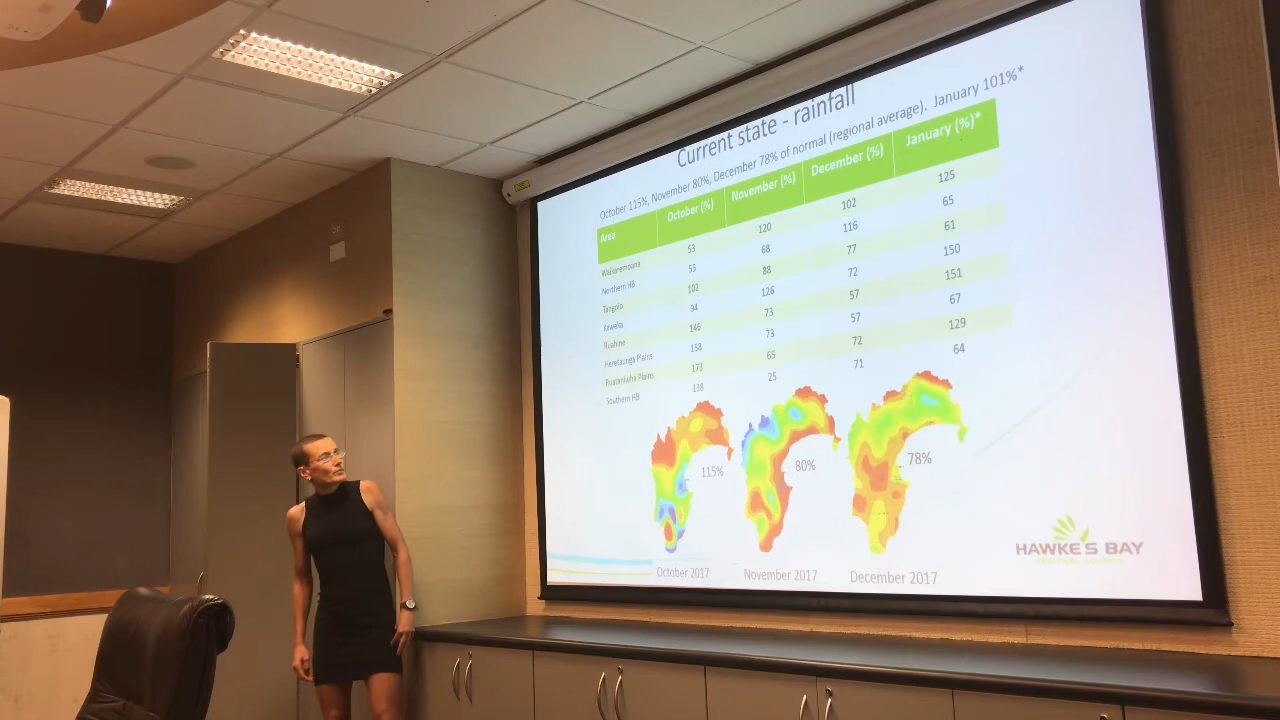 Current state - rainfall
October 115%, November 80%, December 78% of normal (regional average). January 101%*
Area October (%) November (%) December (%) January (%)*
Waikaremoana 53 120 102 125
Northern HB 55 68 116 65
Tangoio 102 88 77 61
Kaweka 94 126 72 150
Ruahine 146 73 57 151
Heretaunga Plains 158 73 57 67
Ruataniwha Plains 173 65 72 129
Southern HB 138 25 71 64
115% 80% 78%
October 2017 November 2017 December 2017
HAWKE'S BAY
REGIONAL COUNCIL